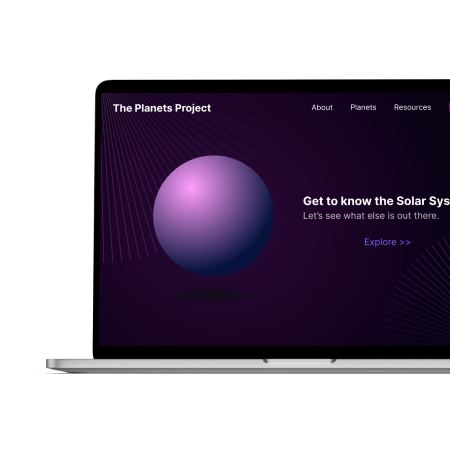 The Planets Project
About Planets Resources
Get to know the Solar Sys
Let's see what else is out there.
Explore >>